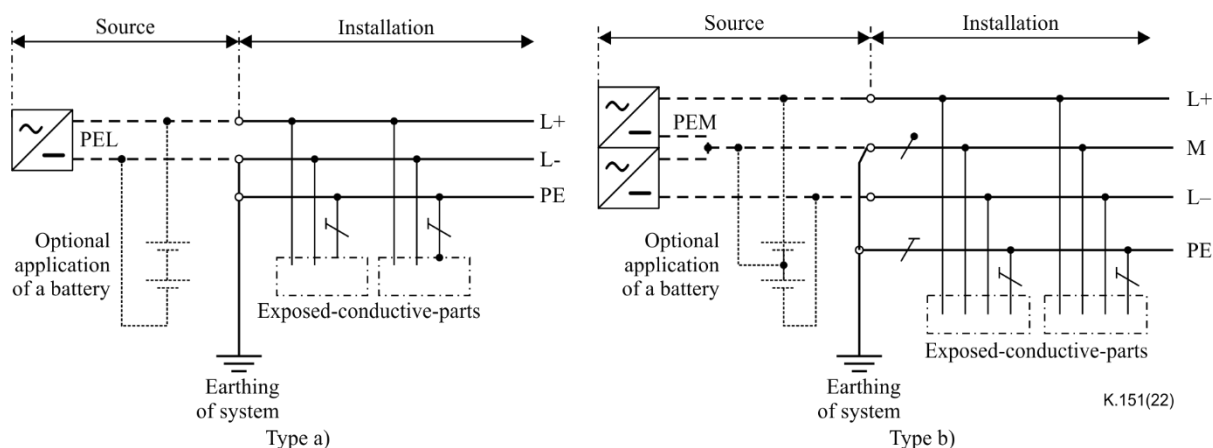 Source
Installation
PEL
L+
L-
PE
Optional
application
of a battery
Exposed-conductive-parts
Earthing
of system
Type a)
Source
Installation
PEM
L+
M
L–
PE
Optional
application
of a battery
Exposed-conductive-parts
Earthing
of system
K.151(22)
Type b)